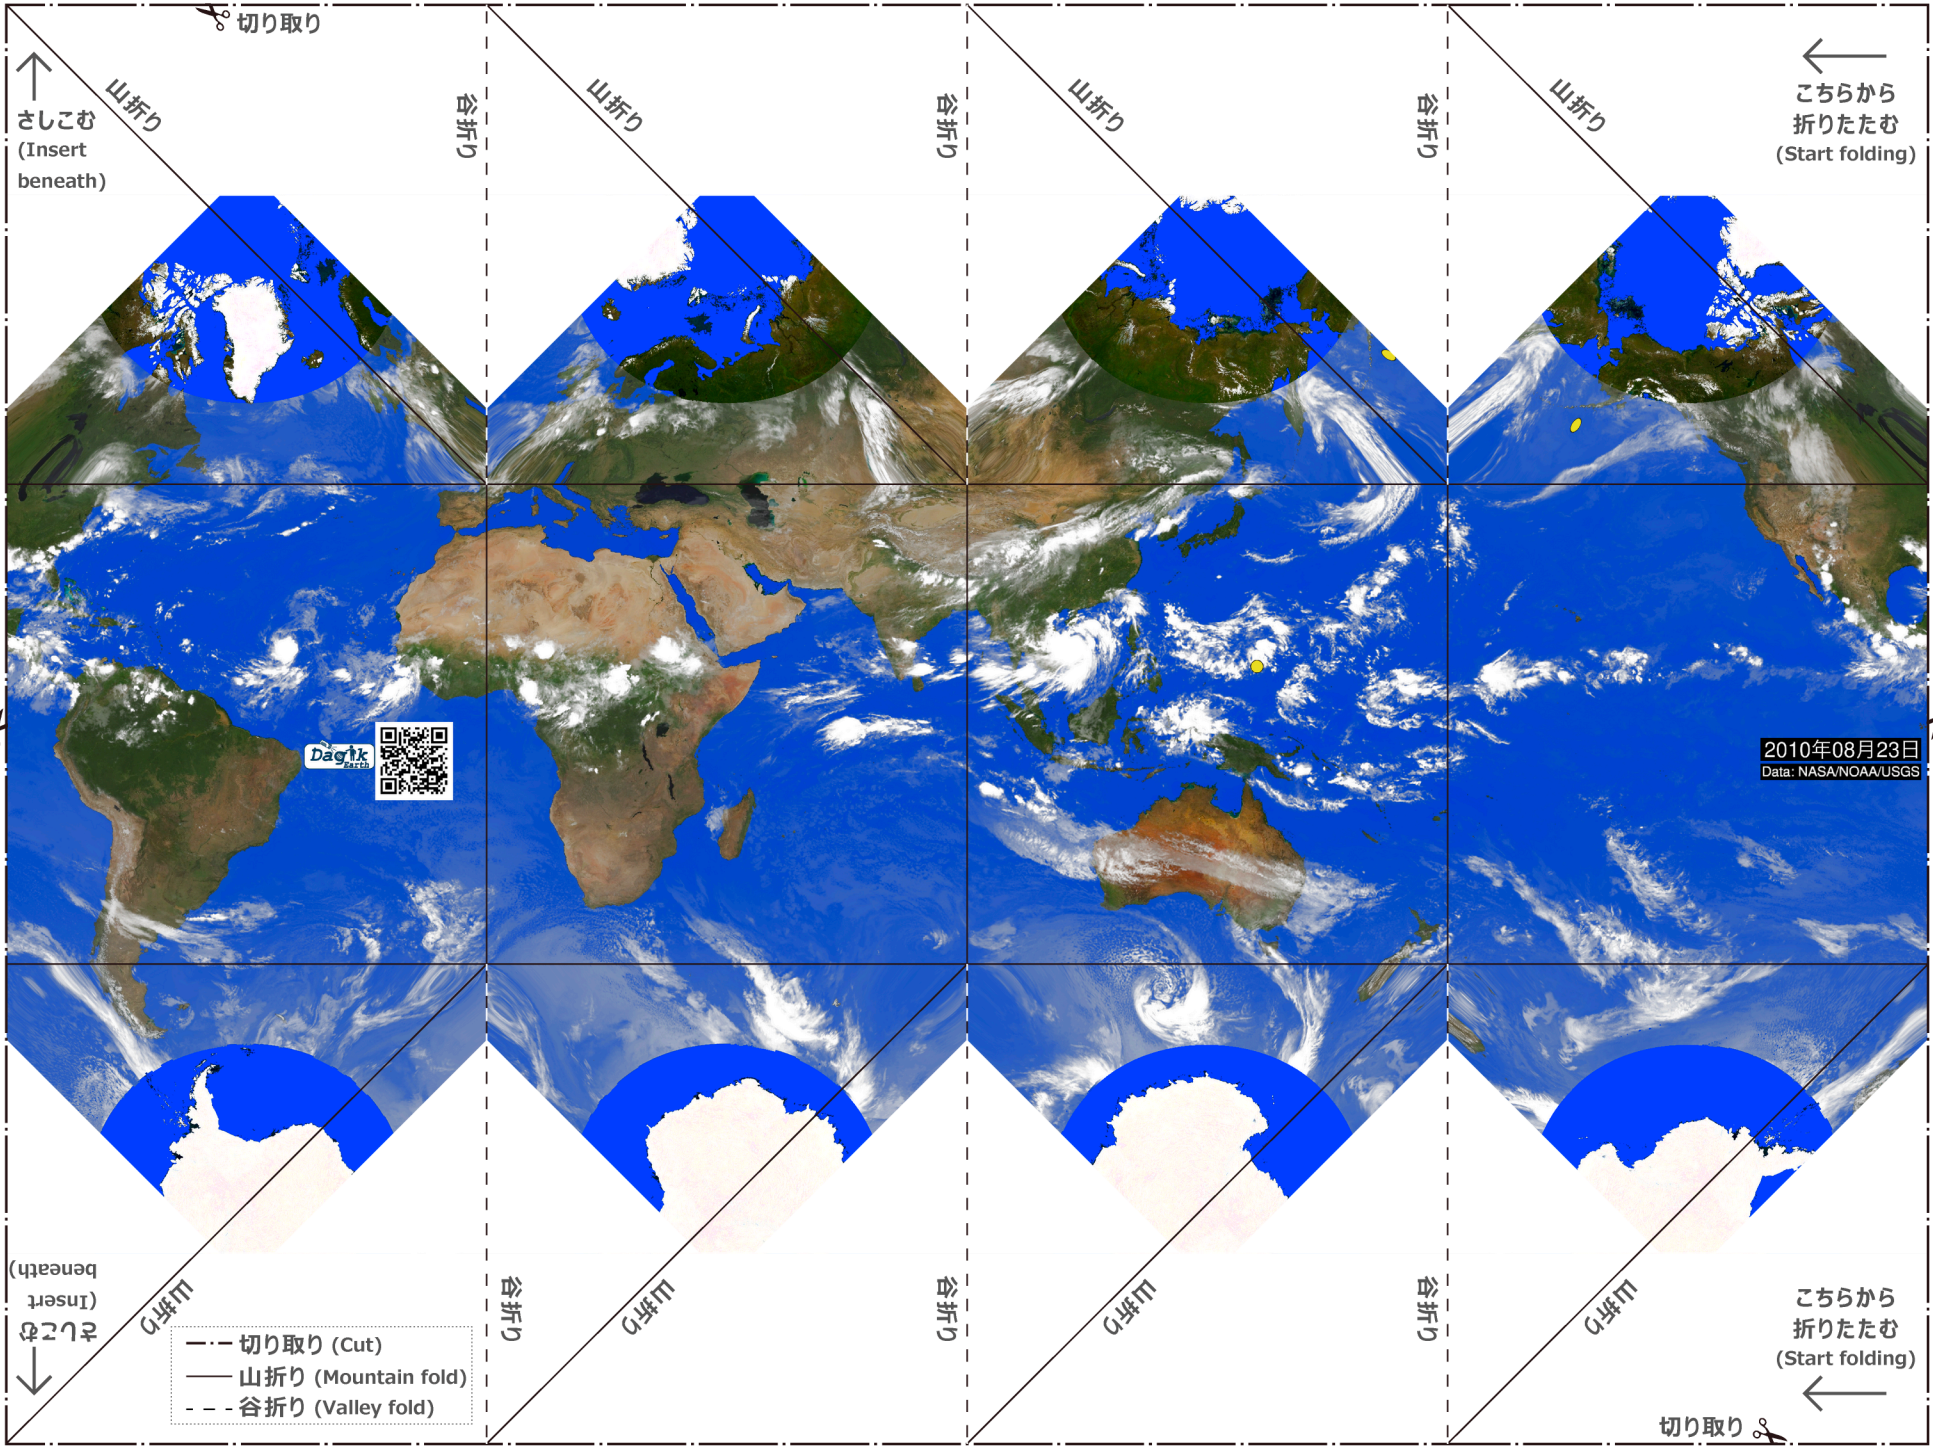 切り取り
山折り
谷折り
山折り
谷折り
山折り
谷折り
山折り
さしこむ
(Insert
beneath)
こちらから
折りたたむ
(Start folding)
Dagik
Earth
2010年08月23日
Data: NASA/NOAA/USGS
さしこむ
(Insert
beneath)
山折り
谷折り
山折り
谷折り
山折り
谷折り
山折り
切り取り (Cut)
山折り (Mountain fold)
谷折り (Valley fold)
こちらから
折りたたむ
(Start folding)
切り取り